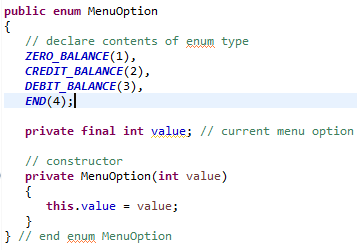 public enum MenuOption
{
// declare contents of enum type
ZERO_BALANCE(1),
CREDIT_BALANCE(2),
DEBIT_BALANCE(3),
END(4);
private final int value; // current menu option
// constructor
private MenuOption(int value)
{
this.value = value;
}
} // end enum MenuOption